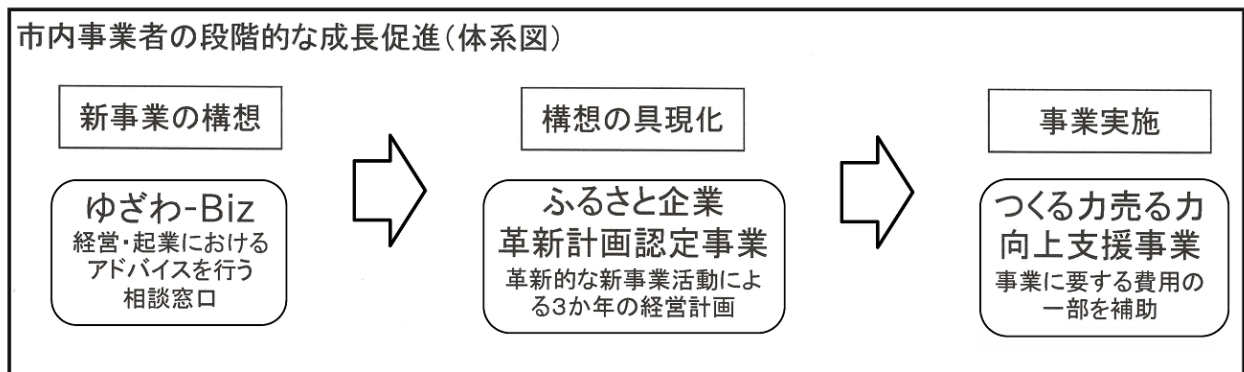 市内事業者の段階的な成長促進(体系図)
新事業の構想
ゆざわ-Biz
経営・起業における
アドバイスを行う
相談窓口
構想の具現化
ふるさと企業
革新計画認定事業
革新的な新事業活動によ
る3か年の経営計画
事業実施
つくる力売る力
向上支援事業
事業に要する費用の
一部を補助